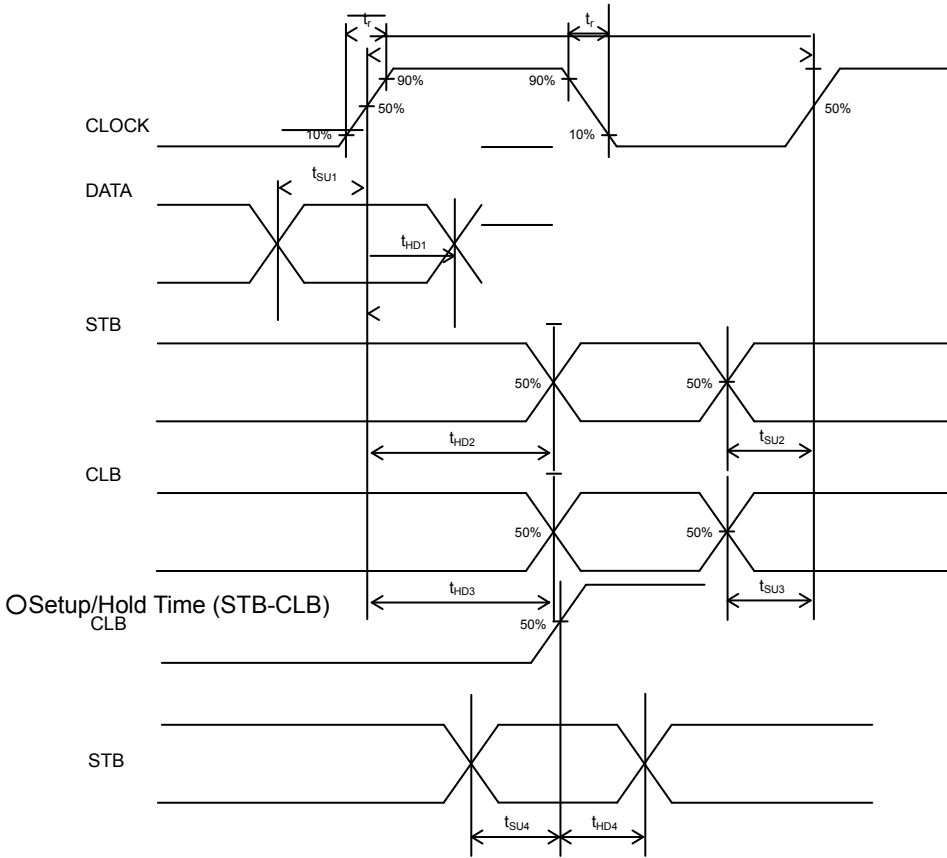 tr tr
90% 90%
50% 50%
CLOCK
10% 10%
tSU1
DATA
tHD1
STB
50% 50%
tHD2 tSU2
CLB
50% 50%
tHD3 tSU3
○Setup/Hold Time (STB-CLB)
CLB
50%
STB
tSU4 tHD4